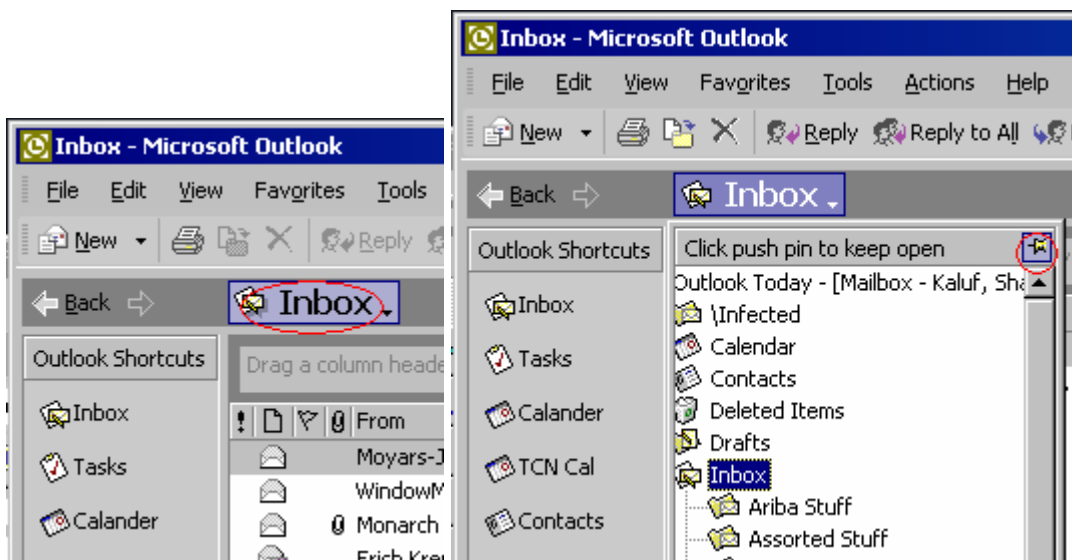 Inbox - Microsoft Outlook
File Edit View Favorites Tools
New Reply
Back Inbox
Outlook Shortcuts
Drag a column heade
Inbox
! From
Tasks
Moyars-J
WindowM
Calander
Monarch
Inbox - Microsoft Outlook
File Edit View Favorites Tools Actions Help
New Reply Reply to All
Back Inbox
Outlook Shortcuts
Click push pin to keep open
Outlook Today - [Mailbox - Kaluf, Sha
Inbox
\Infected
Tasks
Calendar
Contacts
Calander
Deleted Items
Drafts
TCN Cal
Inbox
Contacts
Ariba Stuff
Assorted Stuff